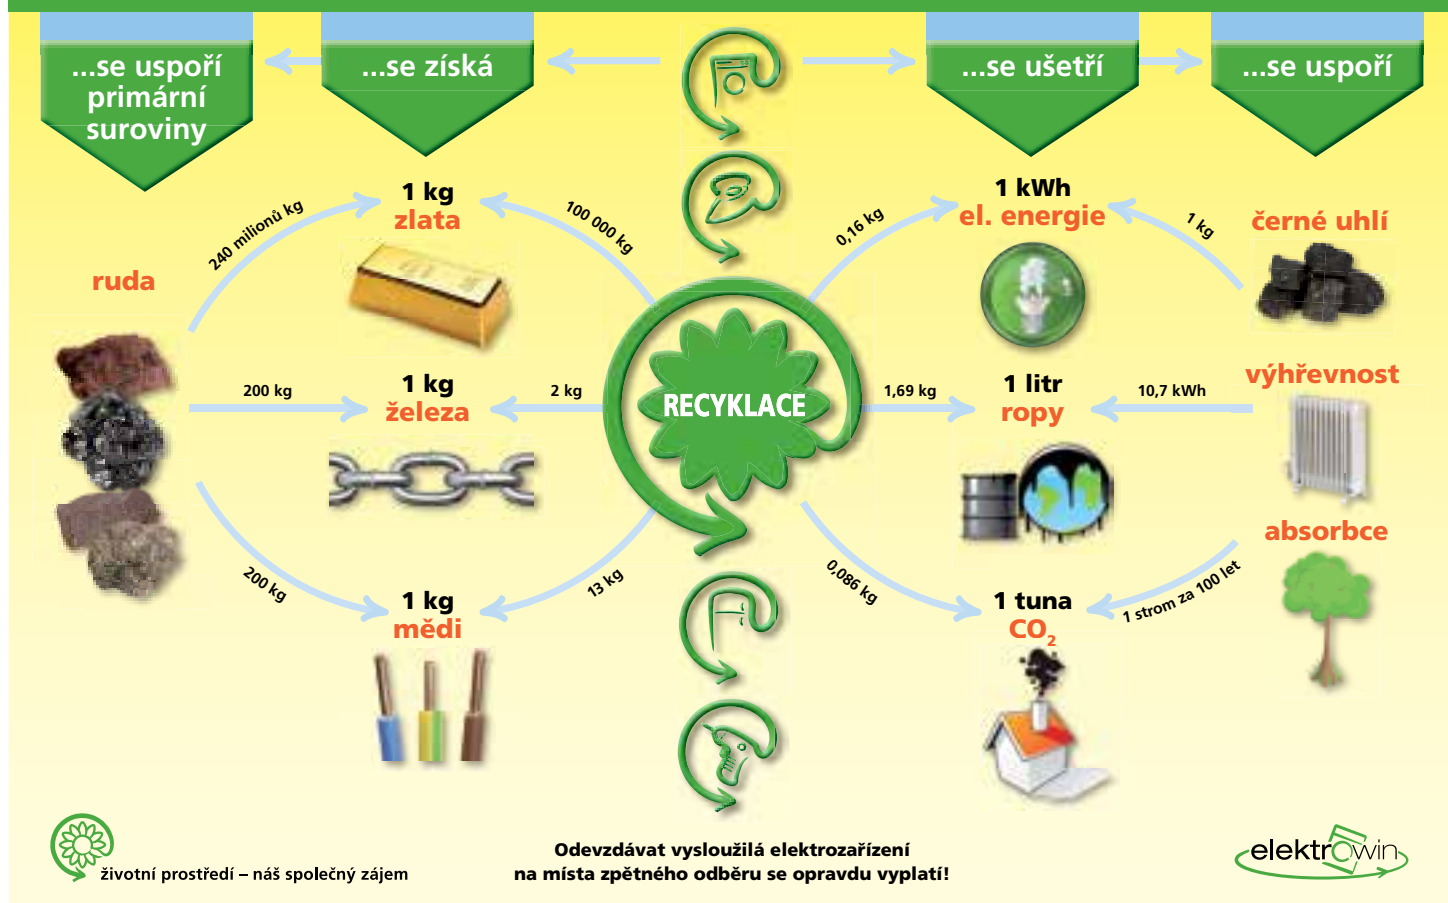 ...se uspoří
primární
suroviny
...se získá
...se ušetří
...se uspoří
240 milionů kg
1 kg
zlata
100 000 kg
0,16 kg
1 kWh
el. energie
1 kg
černé uhlí
ruda
200 kg
1 kg
železa
2 kg
RECYKLACE
1,69 kg
1 litr
ropy
10,7 kWh
výhřevnost
absorbce
200 kg
1 kg
mědi
13 kg
0,086 kg
1 tuna
CO₂
1 strom za 100 let
životní prostředí – náš společný zájem
Odevzdávat vysloužilá elektrozařízení
na místa zpětného odběru se opravdu vyplatí!
elektrowin